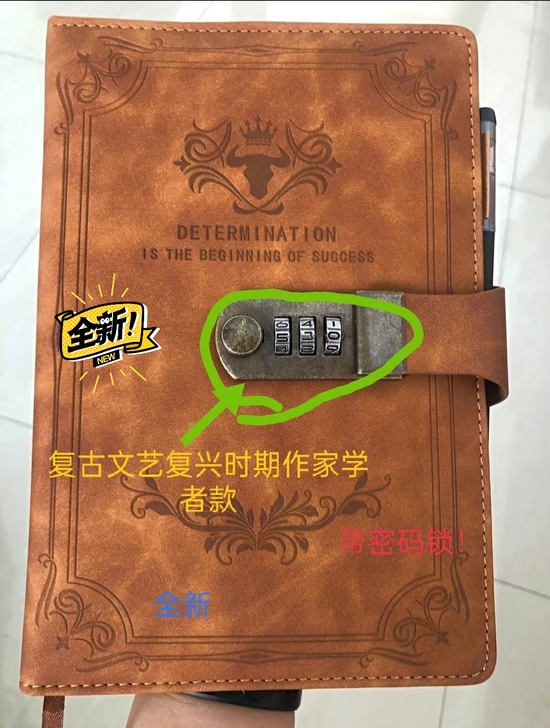 DETERMINATION
IS THE BEGINNING OF SUCCESS
全新!
NEW
复古文艺复兴时期作家学
者款
带密码锁!
全新